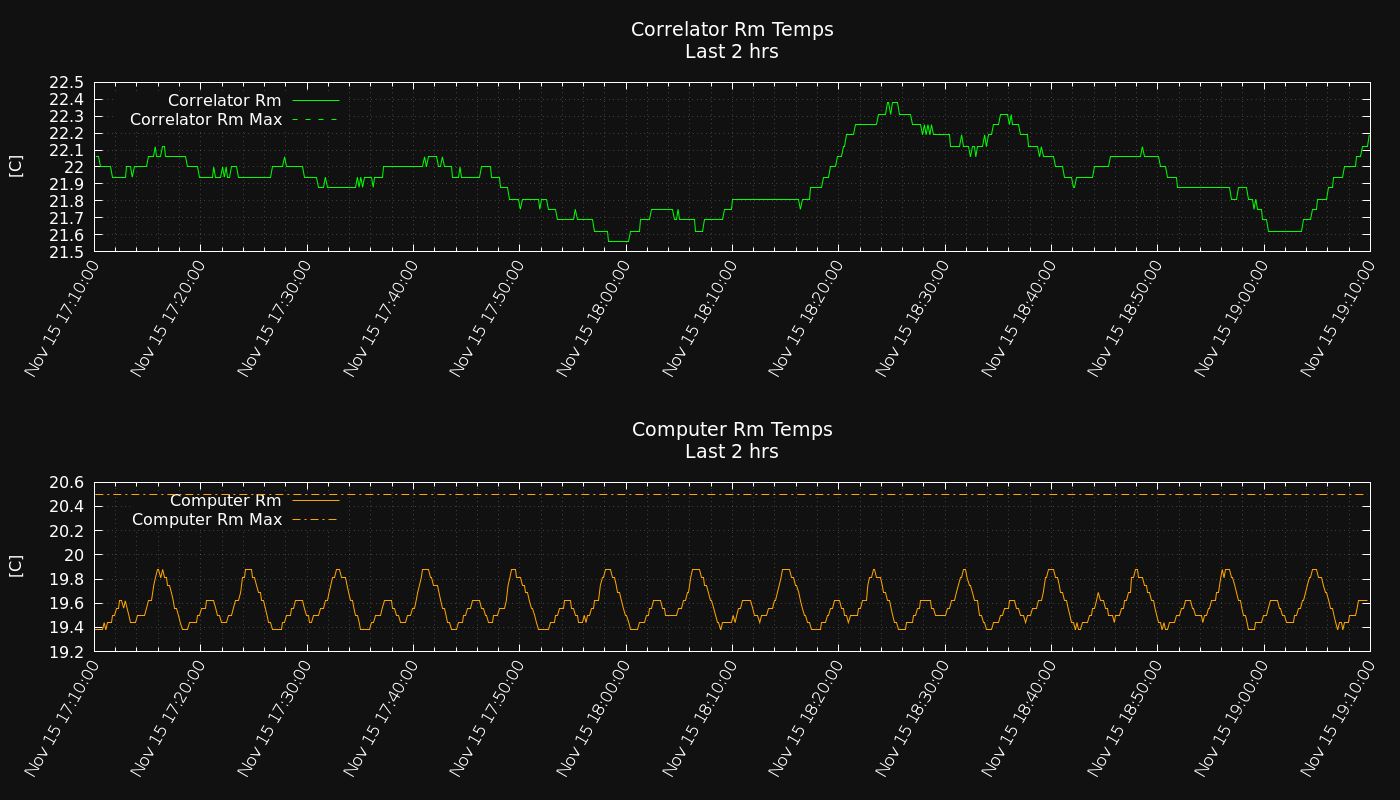 Correlator Rm Temps
Last 2 hrs
22.5
22.4
22.3
22.2
22.1
22
21.9
21.8
21.7
21.6
21.5
[C]
Correlator Rm
Correlator Rm Max
Nov 15 17:10:00
Nov 15 17:20:00
Nov 15 17:30:00
Nov 15 17:40:00
Nov 15 17:50:00
Nov 15 18:00:00
Nov 15 18:10:00
Nov 15 18:20:00
Nov 15 18:30:00
Nov 15 18:40:00
Nov 15 18:50:00
Nov 15 19:00:00
Nov 15 19:10:00
Computer Rm Temps
Last 2 hrs
20.6
20.4
20.2
20
19.8
19.6
19.4
19.2
[C]
Computer Rm
Computer Rm Max
Nov 15 17:10:00
Nov 15 17:20:00
Nov 15 17:30:00
Nov 15 17:40:00
Nov 15 17:50:00
Nov 15 18:00:00
Nov 15 18:10:00
Nov 15 18:20:00
Nov 15 18:30:00
Nov 15 18:40:00
Nov 15 18:50:00
Nov 15 19:00:00
Nov 15 19:10:00